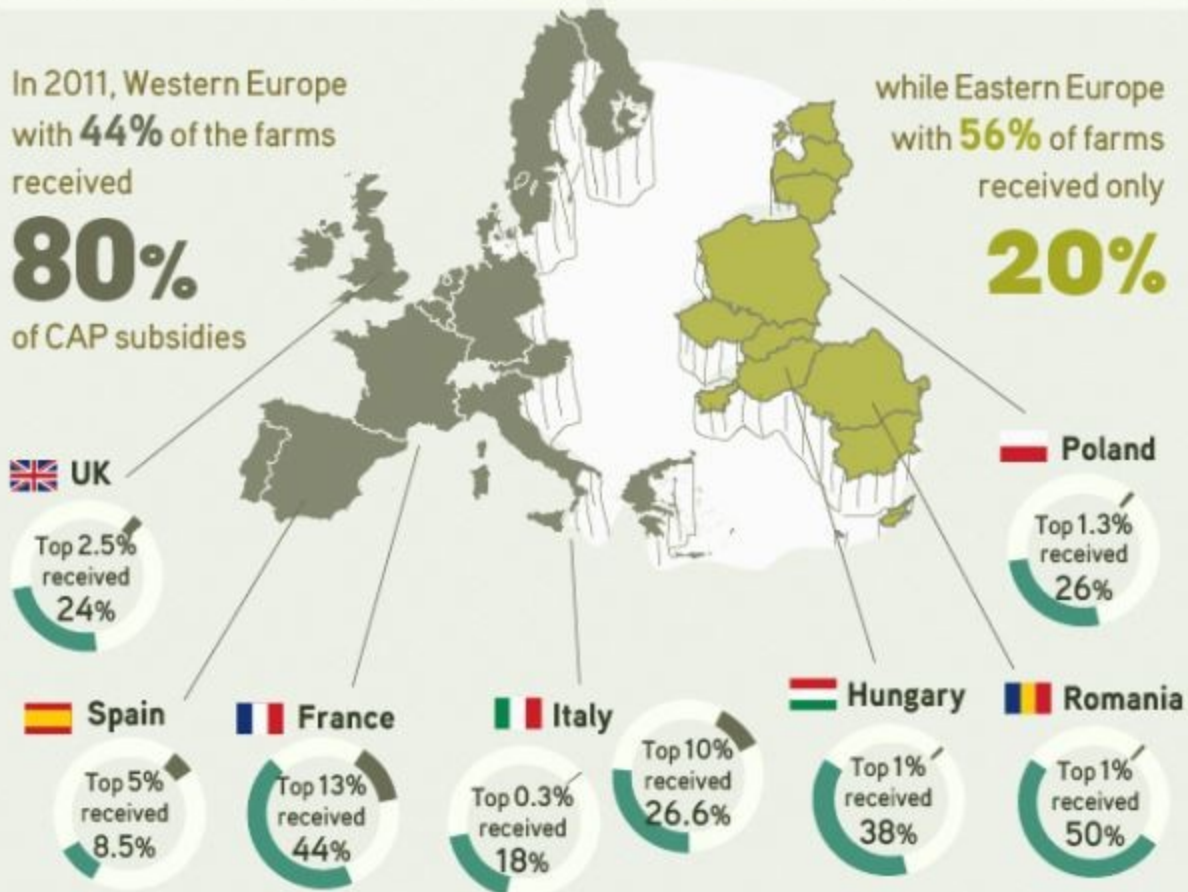 In 2011, Western Europe
with 44% of the farms
received
80%
of CAP subsidies
while Eastern Europe
with 56% of farms
received only
20%
UK
Top 2.5%
received
24%
Poland
Top 1.3%
received
26%
Spain
Top 5%
received
8.5%
France
Top 13%
received
44%
Italy
Top 0.3%
received
18%
Top 10%
received
26.6%
Hungary
Top 1%
received
38%
Romania
Top 1%
received
50%